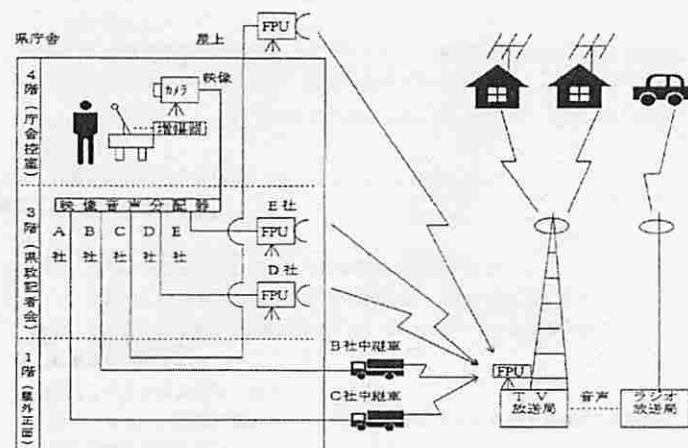 県庁舎
屋上
FPU
4階(庁舎控室)
カメラ
映像
増幅器
映像音声分配器
3階(県政記者会)
A社
B社
C社
D社
E社
E社
FPU
D社
FPU
1階(屋外正面)
B社中継車
C社中継車
FPU
TV放送局
音声
ラジオ放送局